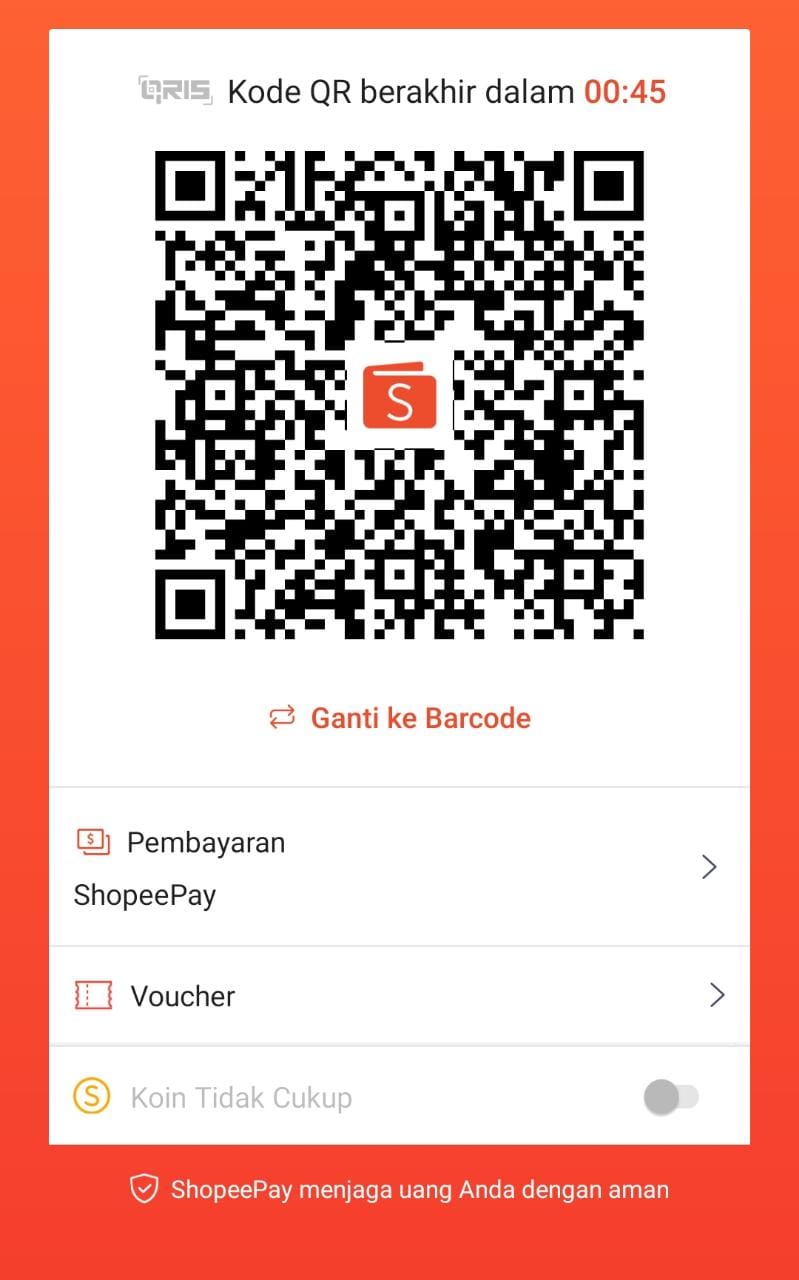 QRIS Kode QR berakhir dalam 00:45
S
Ganti ke Barcode
$ Pembayaran
ShopeePay
Voucher
S Koin Tidak Cukup
ShopeePay menjaga uang Anda dengan aman